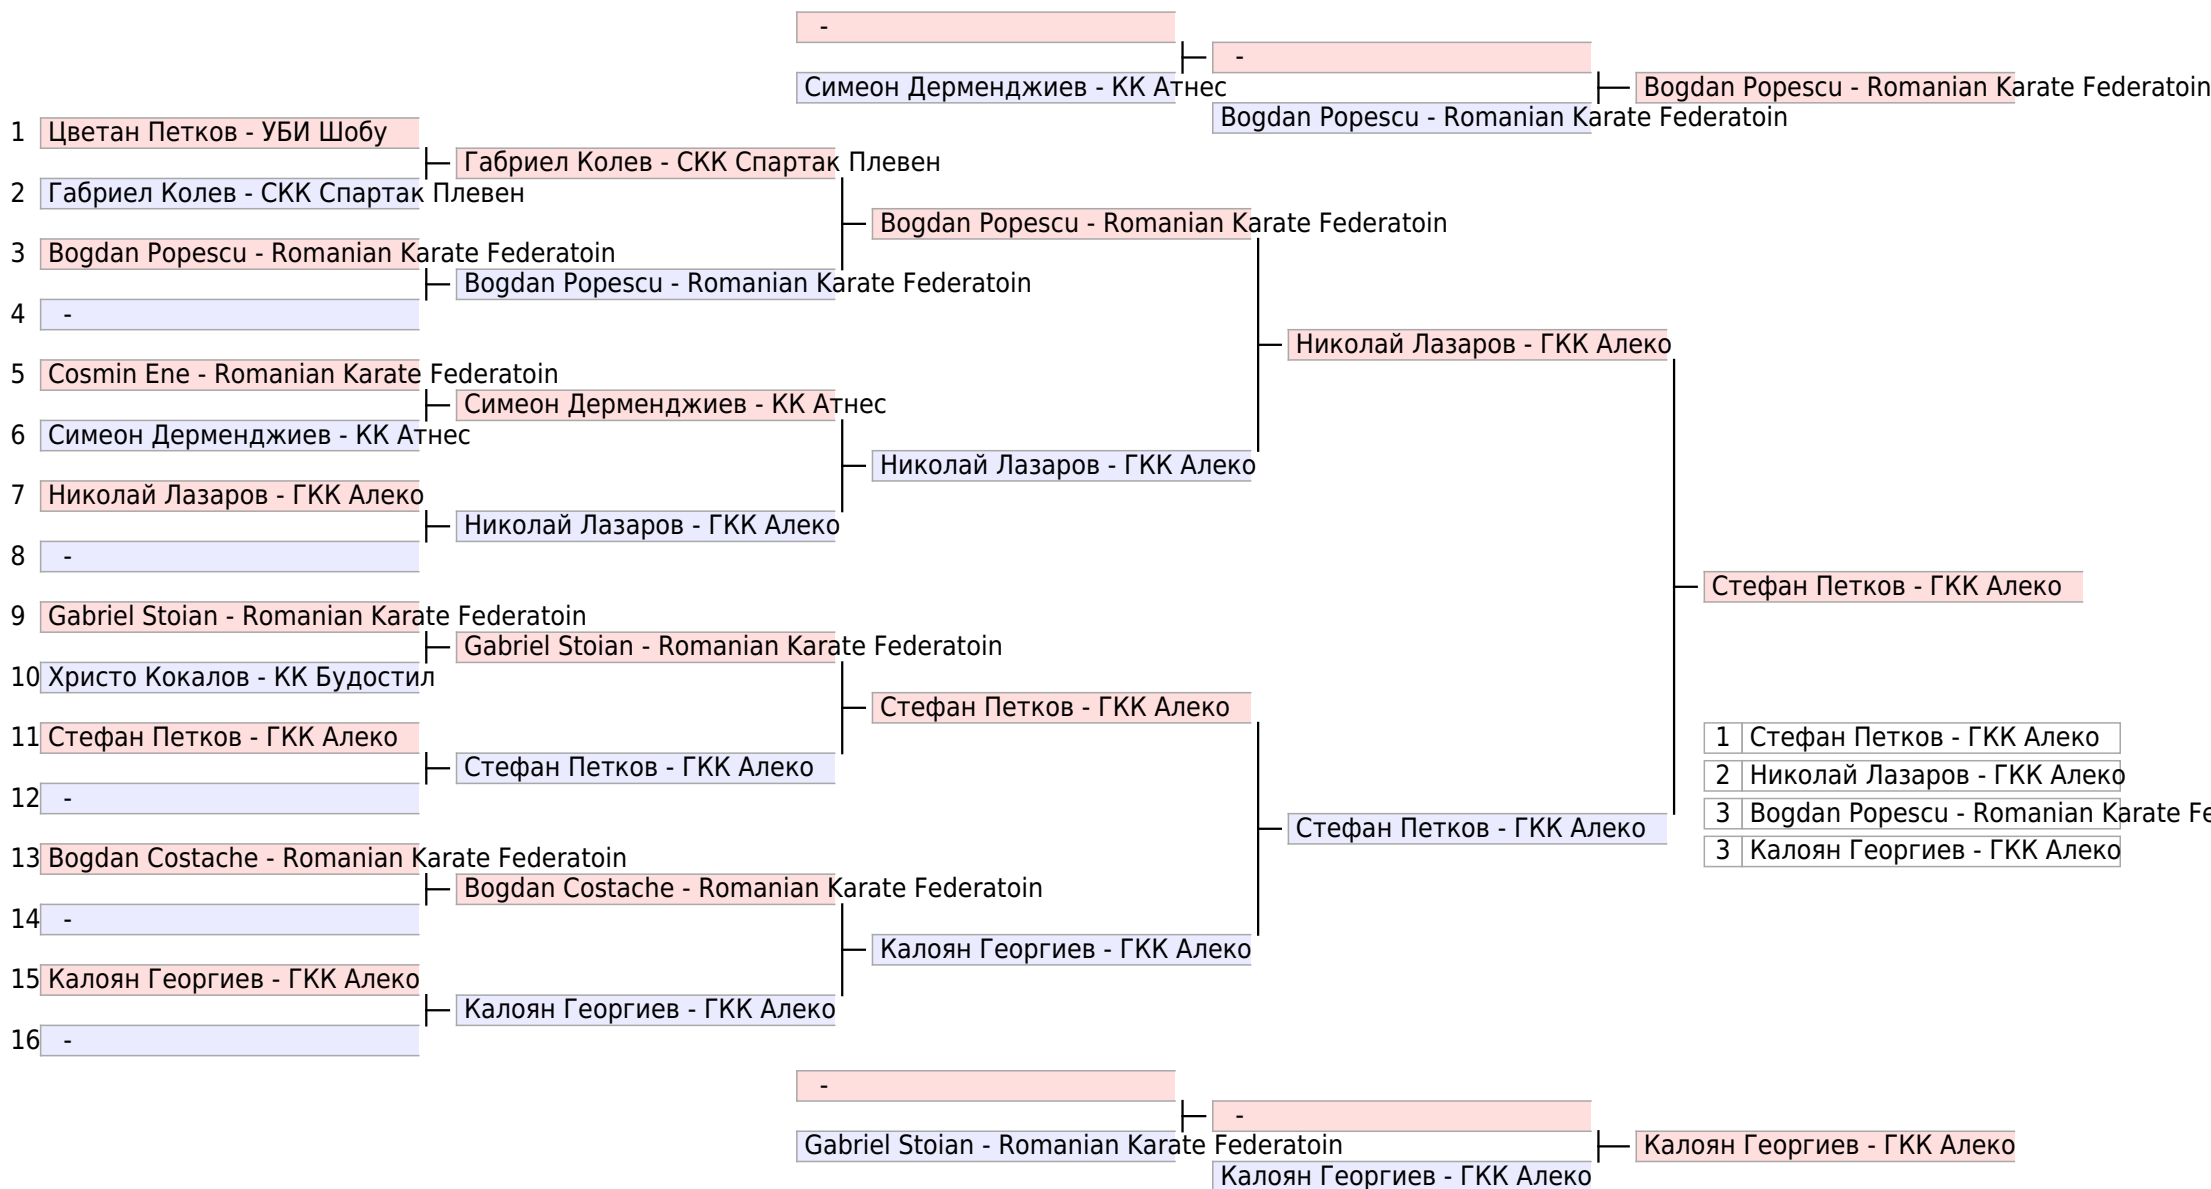 -
-
Симеон Дерменджиев - КК Атнес
Bogdan Popescu - Romanian Karate Federatoin
Bogdan Popescu - Romanian Karate Federatoin
1 Цветан Петков - УБИ Шобу
Габриел Колев - СКК Спартак Плевен
2 Габриел Колев - СКК Спартак Плевен
Bogdan Popescu - Romanian Karate Federatoin
3 Bogdan Popescu - Romanian Karate Federatoin
Bogdan Popescu - Romanian Karate Federatoin
4 -
Николай Лазаров - ГКК Алеко
5 Cosmin Ene - Romanian Karate Federatoin
Симеон Дерменджиев - КК Атнес
6 Симеон Дерменджиев - КК Атнес
Николай Лазаров - ГКК Алеко
7 Николай Лазаров - ГКК Алеко
Николай Лазаров - ГКК Алеко
8 -
Стефан Петков - ГКК Алеко
9 Gabriel Stoian - Romanian Karate Federatoin
Gabriel Stoian - Romanian Karate Federatoin
10 Христо Кокалов - КК Будостил
Стефан Петков - ГКК Алеко
11 Стефан Петков - ГКК Алеко
1 Стефан Петков - ГКК Алеко
Стефан Петков - ГКК Алеко
2 Николай Лазаров - ГКК Алеко
12 -
3 Bogdan Popescu - Romanian Karate Fe
Стефан Петков - ГКК Алеко
3 Калоян Георгиев - ГКК Алеко
13 Bogdan Costache - Romanian Karate Federatoin
Bogdan Costache - Romanian Karate Federatoin
14 -
Калоян Георгиев - ГКК Алеко
15 Калоян Георгиев - ГКК Алеко
Калоян Георгиев - ГКК Алеко
16 -
-
-
Gabriel Stoian - Romanian Karate Federatoin
Калоян Георгиев - ГКК Алеко
Калоян Георгиев - ГКК Алеко